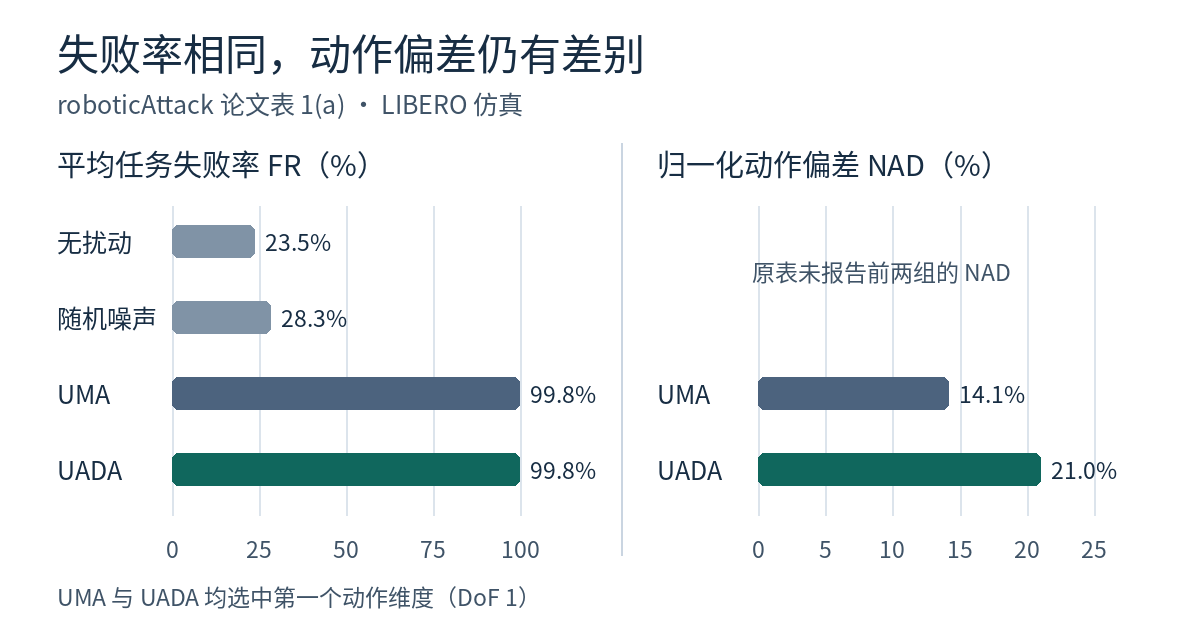 失败率相同，动作偏差仍有差别
roboticAttack 论文表 1(a) · LIBERO 仿真
平均任务失败率 FR（%）
无扰动 23.5%
随机噪声 28.3%
UMA 99.8%
UADA 99.8%
0 25 50 75 100
归一化动作偏差 NAD（%）
原表未报告前两组的 NAD
UMA 14.1%
UADA 21.0%
0 5 10 15 20 25
UMA 与 UADA 均选中第一个动作维度（DoF 1）